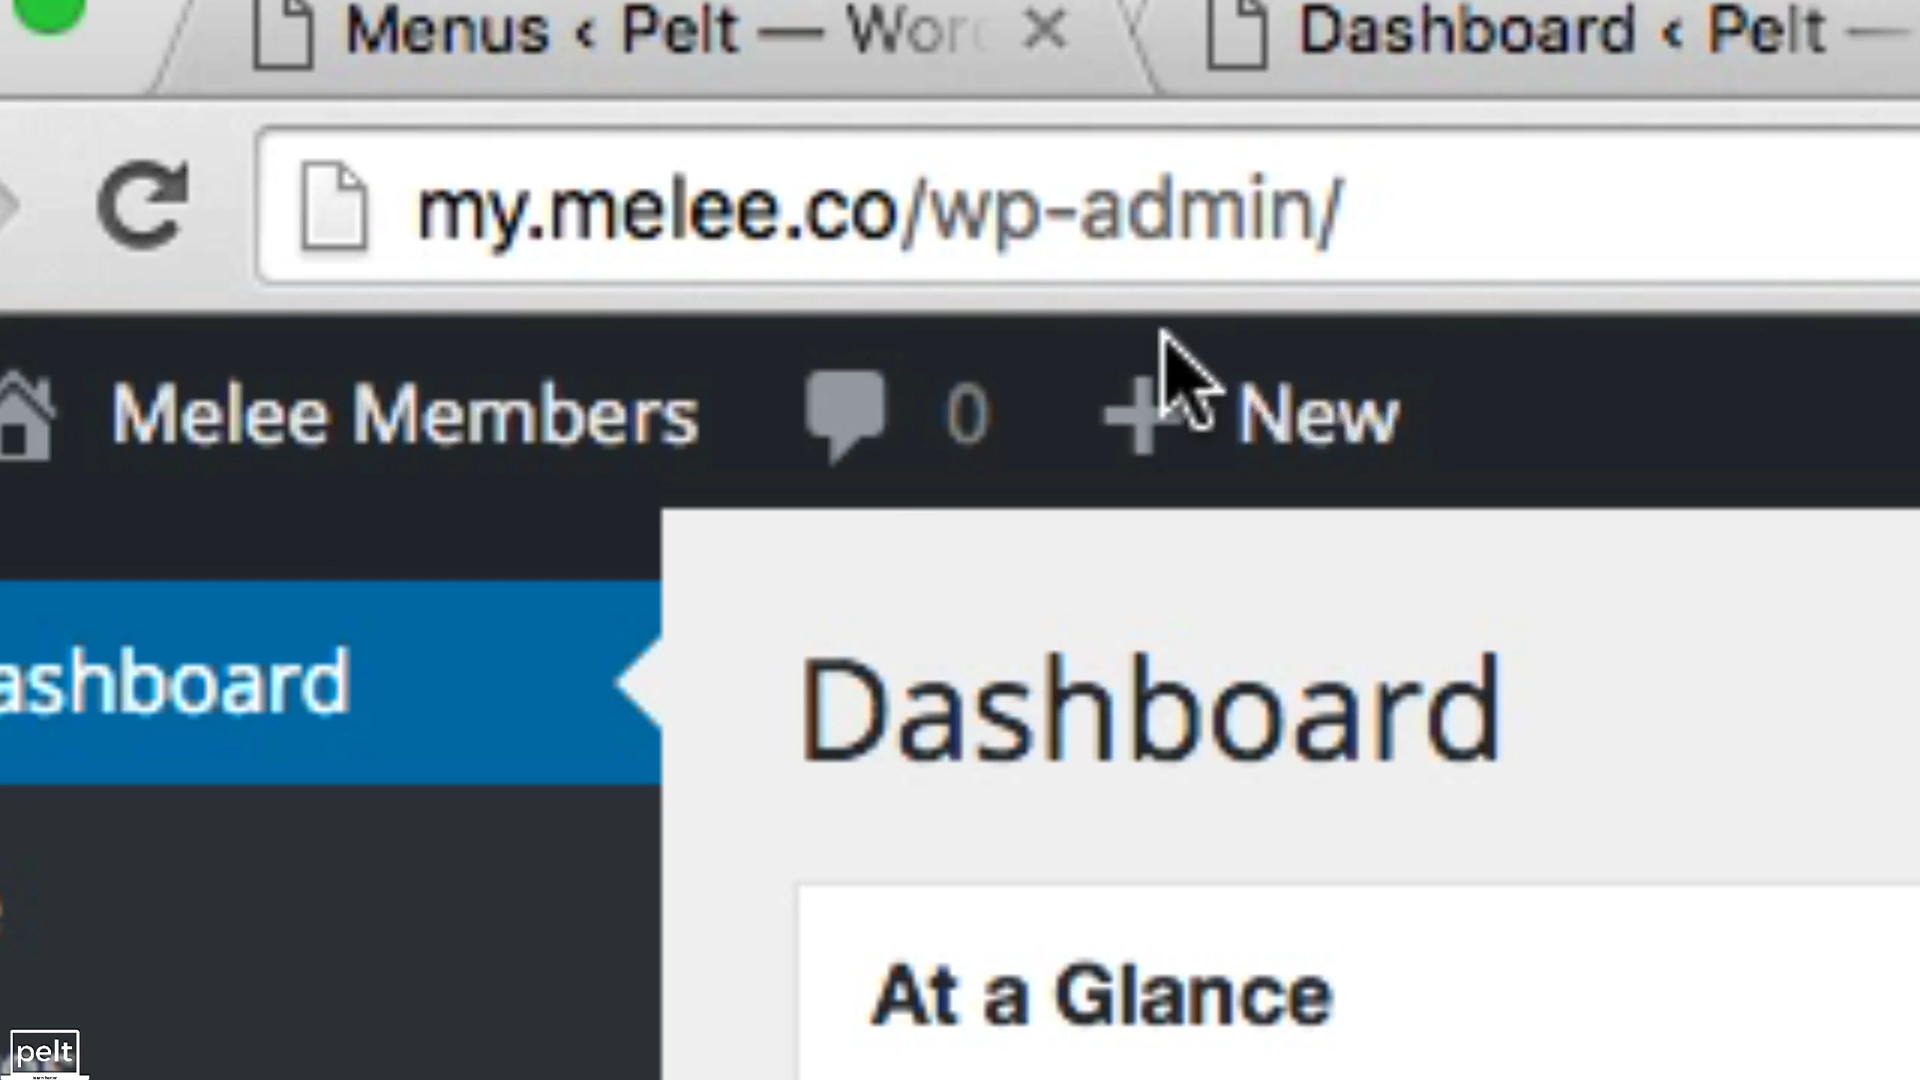 Menus ‹ Pelt — Wor
Dashboard ‹ Pelt —
my.melee.co/wp-admin/
Melee Members 0 New
ashboard
Dashboard
At a Glance
pelt